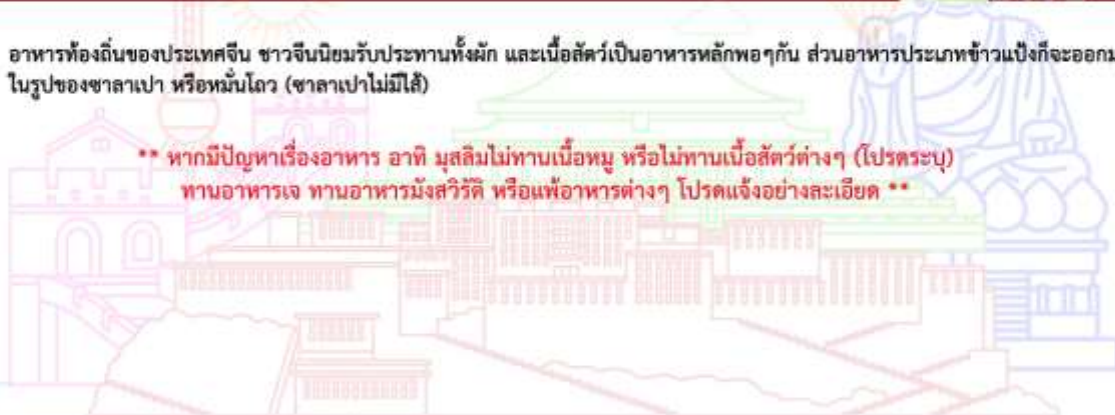 อาหารท้องถิ่นของประเทศจีน ชาวจีนนิยมรับประทานทั้งผัก และเนื้อสัตว์เป็นอาหารหลักพอๆกัน ส่วนอาหารประเภทข้าวแป้งก็จะออกม
ในรูปของซาลาเปา หรือหมั่นโถว (ซาลาเปาไม่มีไส้)
** หากมีปัญหาเรื่องอาหาร อาทิ มุสลิมไม่ทานเนื้อหมู หรือไม่ทานเนื้อสัตว์ต่างๆ (โปรดระบุ)
ทานอาหารเจ ทานอาหารมังสวิรัติ หรือแพ้อาหารต่างๆ โปรดแจ้งอย่างละเอียด **